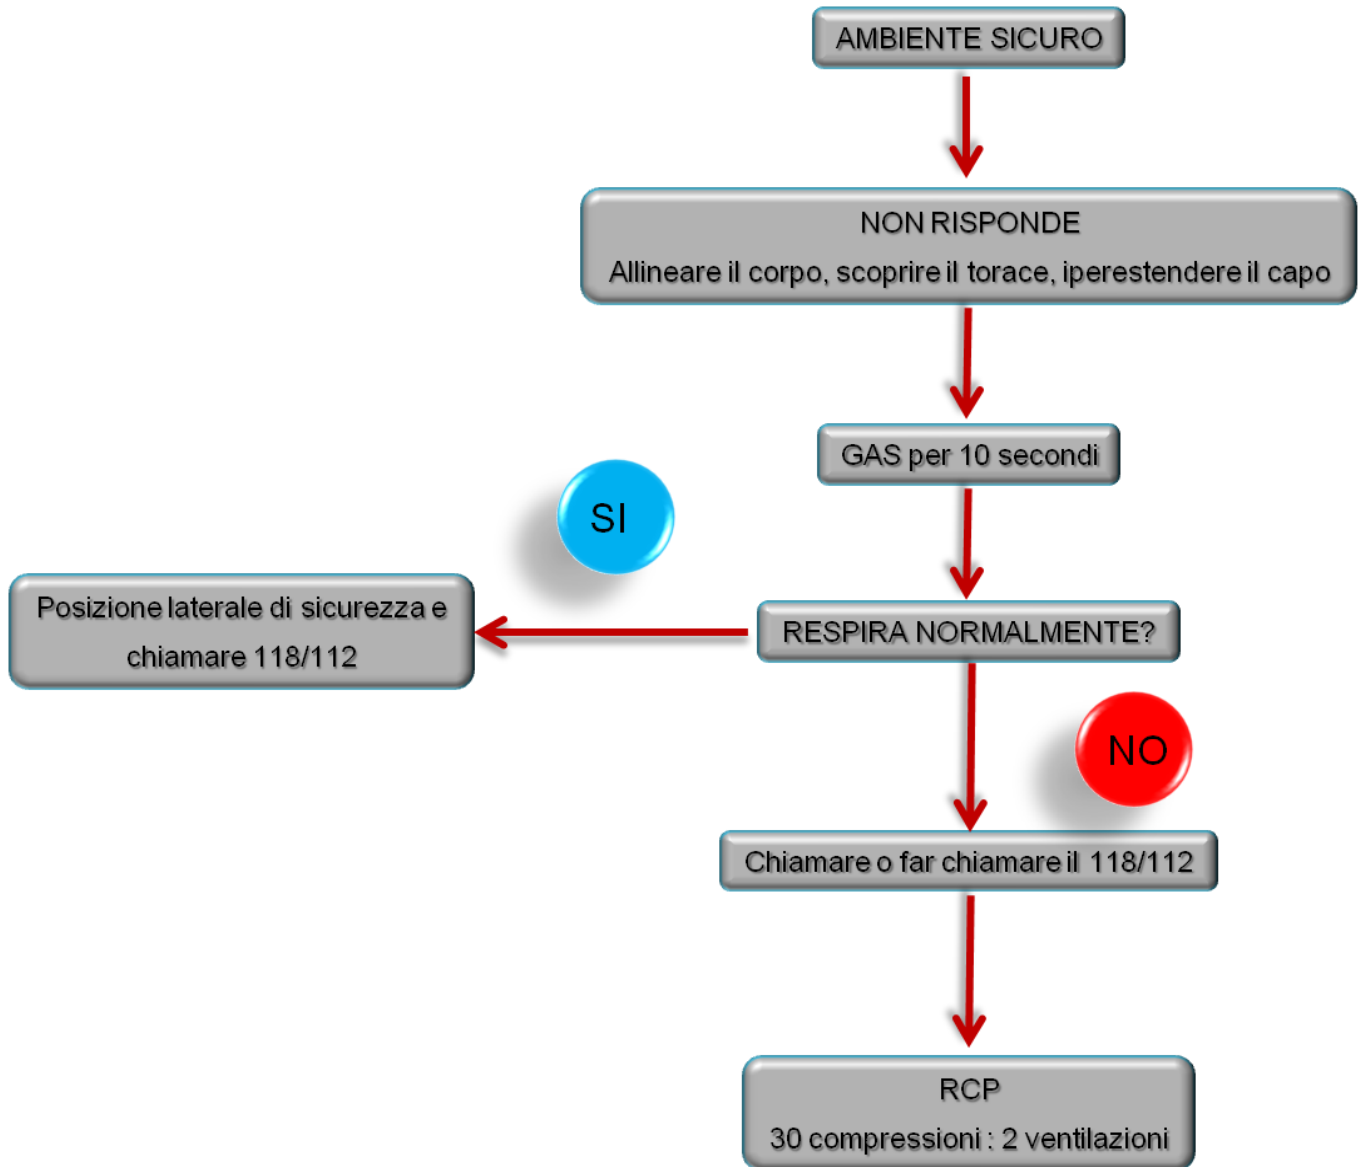 AMBIENTE SICURO
NON RISPONDE
Allineare il corpo, scoprire il torace, iperestendere il capo
GAS per 10 secondi
SI
Posizione laterale di sicurezza e
chiamare 118/112
RESPIRA NORMALMENTE?
NO
Chiamare o far chiamare il 118/112
RCP
30 compressioni : 2 ventilazioni